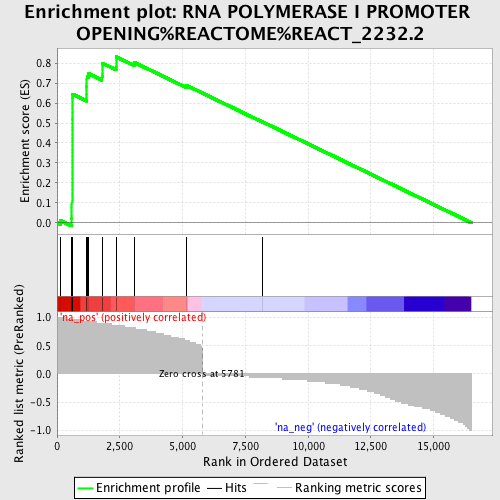 Enrichment plot: RNA POLYMERASE I PROMOTER
OPENING%REACTOME%REACT_2232.2
Enrichment score (ES)
0.8
0.7
0.6
0.5
0.4
0.3
0.2
0.1
0.0
'na_pos' (positively correlated)
Ranked list metric (PreRanked)
1.0
0.5
0.0
-0.5
-1.0
Zero cross at 5781
'na_neg' (negatively correlated)
0
2,500
5,000
7,500
10,000
12,500
15,000
Rank in Ordered Dataset
Enrichment profile
Hits
Ranking metric scores